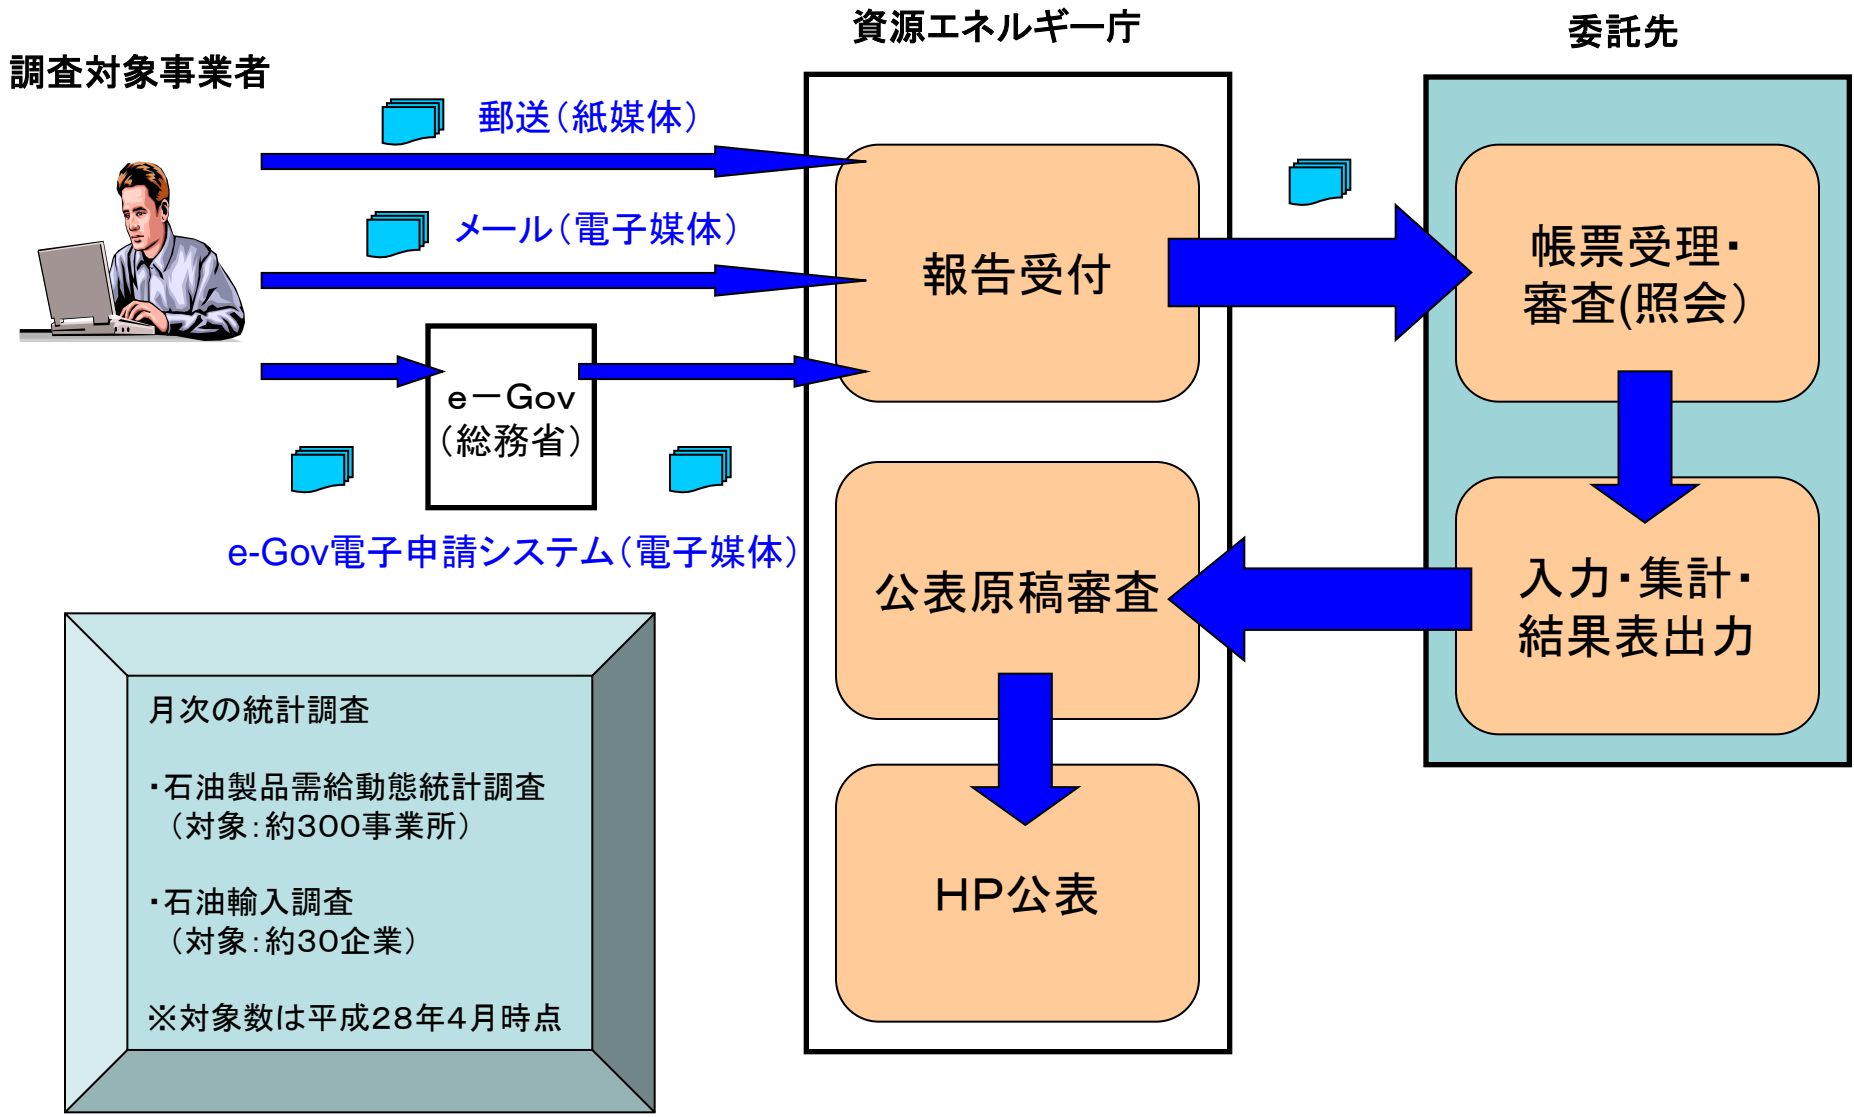 資源エネルギー庁
委託先
調査対象事業者
郵送（紙媒体）
メール（電子媒体）
報告受付
帳票受理・
審査(照会）
e－Gov
（総務省）
e-Gov電子申請システム（電子媒体）
公表原稿審査
入力・集計・
結果表出力
HP公表
月次の統計調査
・石油製品需給動態統計調査
（対象：約３００事業所）
・石油輸入調査
（対象：約３０企業）
※対象数は平成２８年４月時点